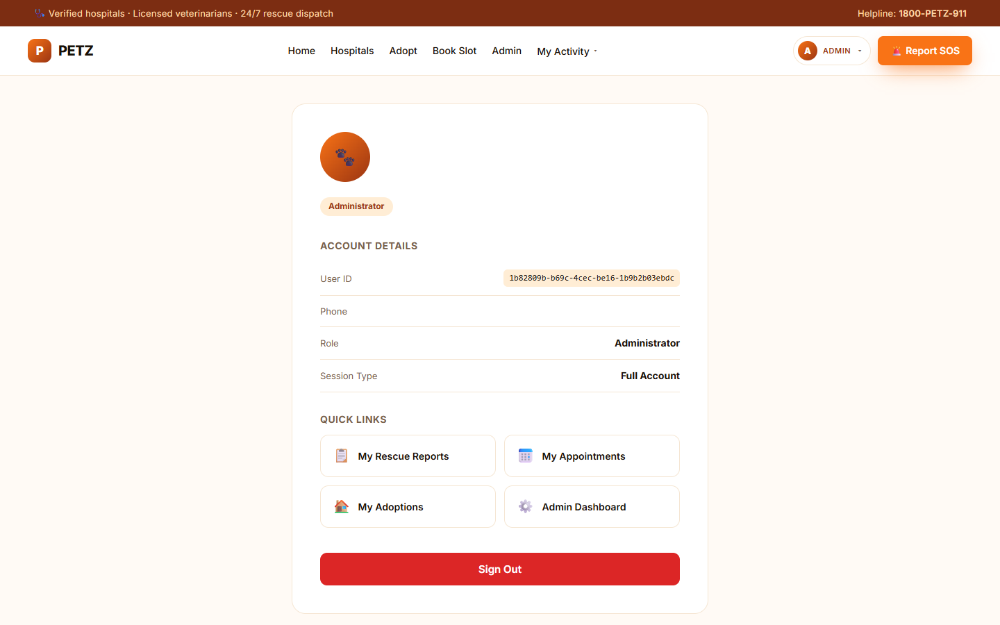 Verified hospitals · Licensed veterinarians · 24/7 rescue dispatch
Helpline: 1800-PETZ-911
P PETZ
Home Hospitals Adopt Book Slot Admin My Activity
A ADMIN
Report SOS
Administrator
ACCOUNT DETAILS
User ID 1b82809b-b69c-4cec-be16-1b9b2b03ebdc
Phone
Role Administrator
Session Type Full Account
QUICK LINKS
My Rescue Reports
My Appointments
My Adoptions
Admin Dashboard
Sign Out